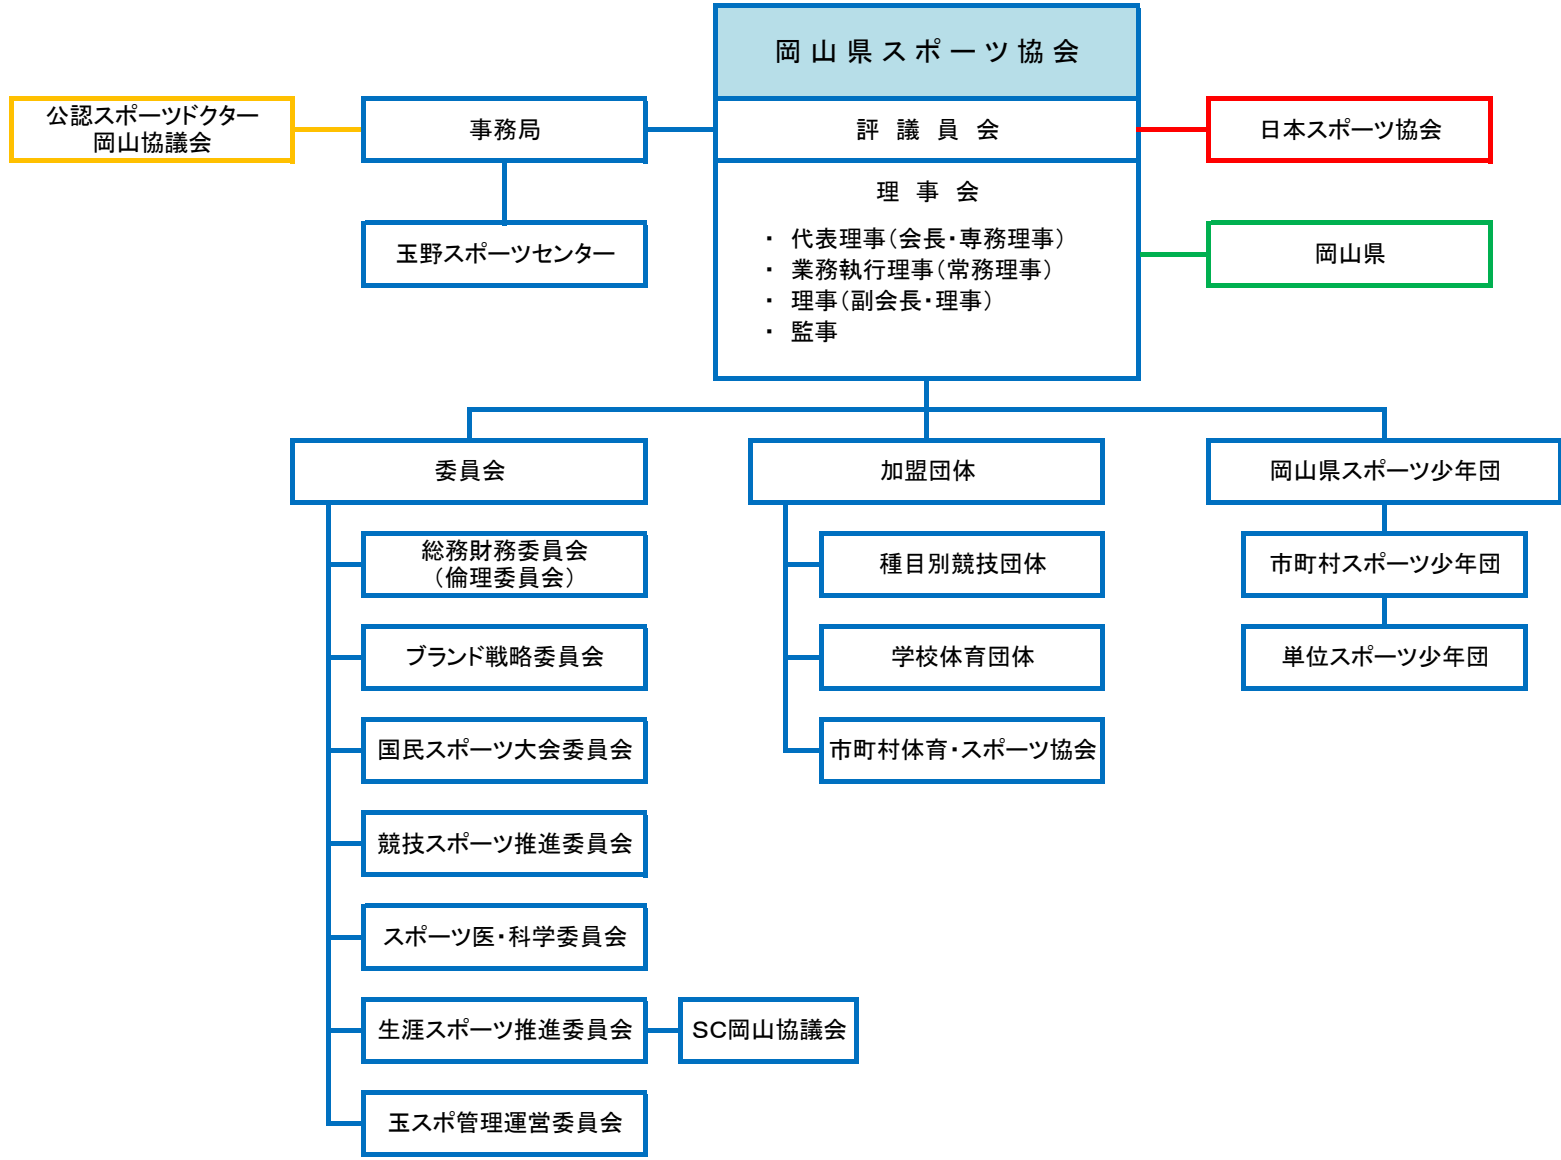 岡山県スポーツ協会
公認スポーツドクター
岡山協議会
事務局
評議員会
日本スポーツ協会
理事会
玉野スポーツセンター
岡山県
・ 代表理事(会長・専務理事)
・ 業務執行理事(常務理事)
・ 理事(副会長・理事)
・ 監事
委員会
加盟団体
岡山県スポーツ少年団
総務財務委員会
(倫理委員会)
種目別競技団体
市町村スポーツ少年団
ブランド戦略委員会
学校体育団体
単位スポーツ少年団
国民スポーツ大会委員会
市町村体育・スポーツ協会
競技スポーツ推進委員会
スポーツ医・科学委員会
生涯スポーツ推進委員会
SC岡山協議会
玉スポ管理運営委員会